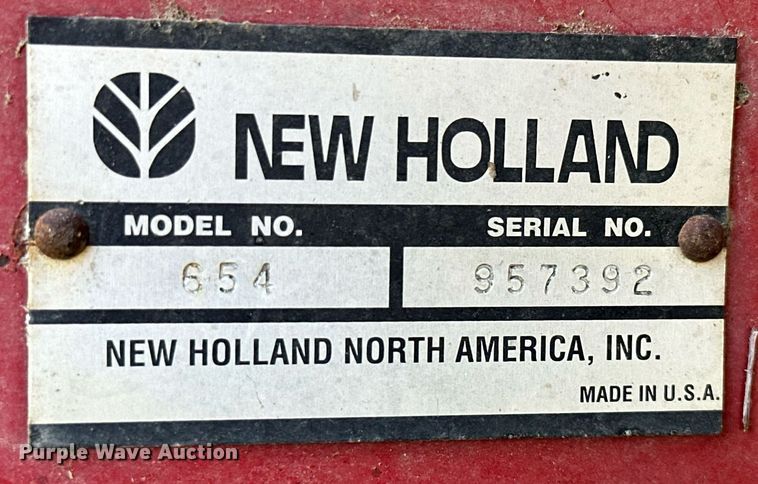 NEW HOLLAND
MODEL NO. SERIAL NO.
654 957392
NEW HOLLAND NORTH AMERICA, INC.
MADE IN U.S.A.
Purple Wave Auction